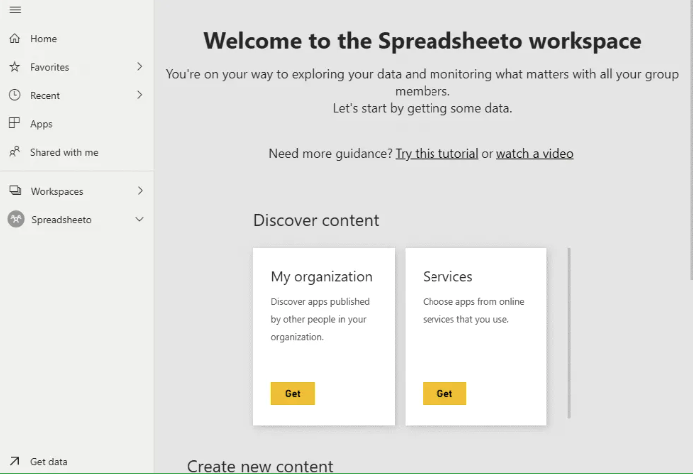 Home
Favorites
Recent
Apps
Shared with me
Workspaces
Spreadsheeto
Get data
Welcome to the Spreadsheeto workspace
You're on your way to exploring your data and monitoring what matters with all your group
members.
Let's start by getting some data.
Need more guidance? Try this tutorial or watch a video
Discover content
My organization
Discover apps published
by other people in your
organization.
Get
Services
Choose apps from online
services that you use.
Get
Create new content